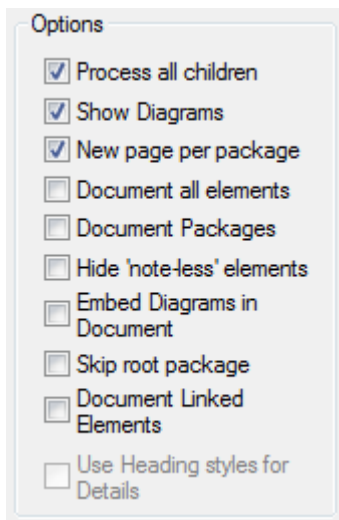 Options
Process all children
Show Diagrams
New page per package
Document all elements
Document Packages
Hide 'note-less' elements
Embed Diagrams in
Document
Skip root package
Document Linked
Elements
Use Heading styles for
Details